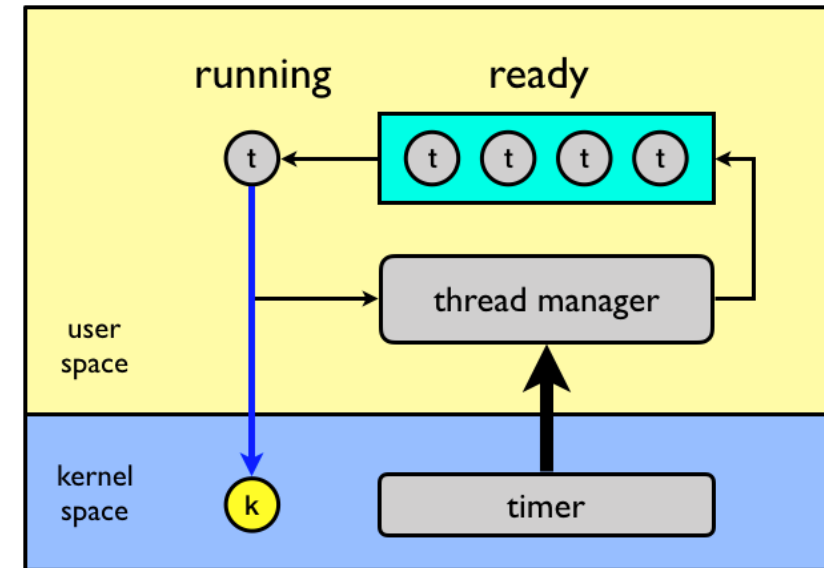 running
ready
t
t
t
t
t
thread manager
user
space
kernel
space
k
timer